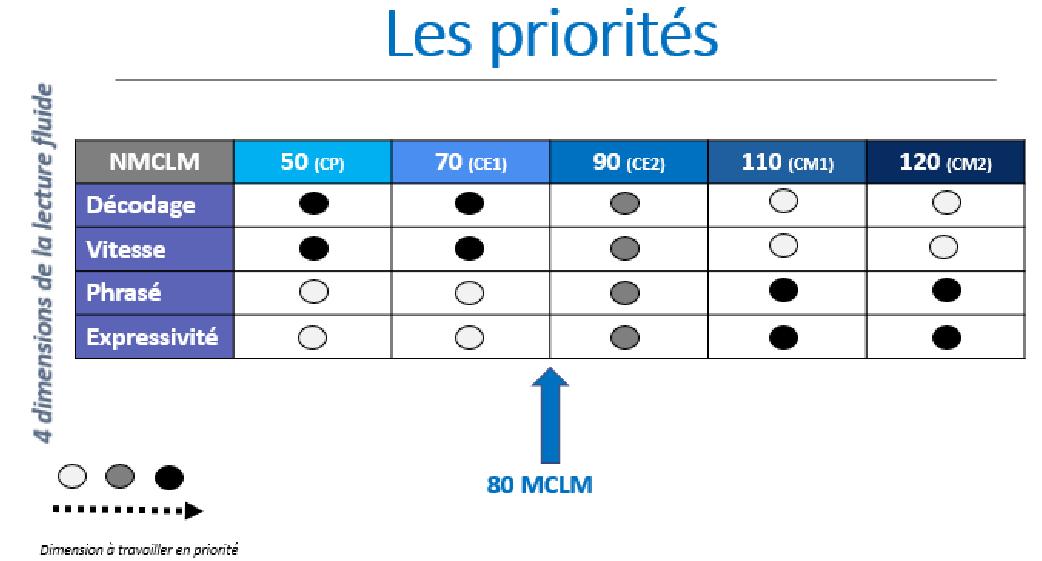 Les priorités
4 dimensions de la lecture fluide
NMCLM 50 (CP) 70 (CE1) 90 (CE2) 110 (CM1) 120 (CM2)
Décodage
Vitesse
Phrasé
Expressivité
80 MCLM
Dimension à travailler en priorité